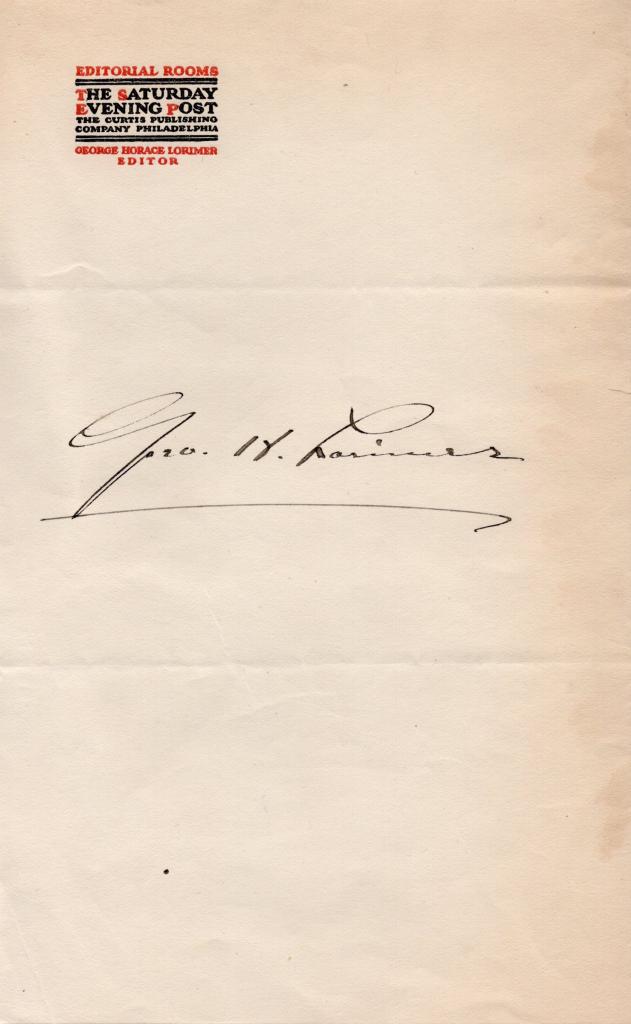 EDITORIAL ROOMS
THE SATURDAY
EVENING POST
THE CURTIS PUBLISHING
COMPANY PHILADELPHIA
GEORGE HORACE LORIMER
EDITOR
Geo. H. Lorimer